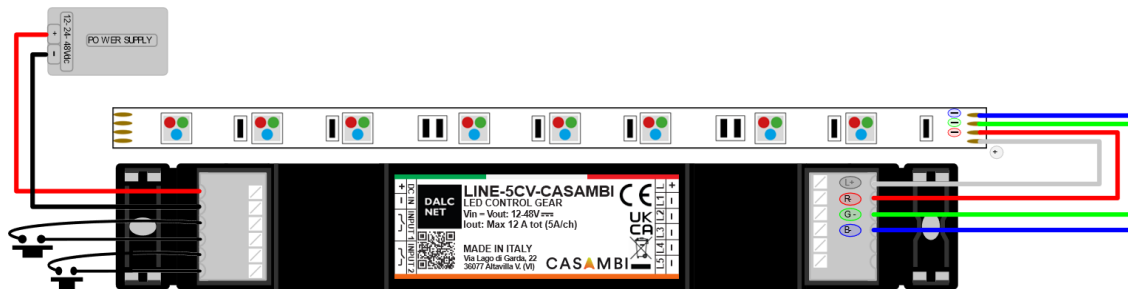 12- 24- 48Vdc
+
-
POWER SUPPLY
+
+
-
DC IN
INPUT 1
INPUT 2
DALC
NET
LINE-5CV-CASAMBI
LED CONTROL GEAR
Vin = Vout: 12-48V
Iout: Max 12 A tot (5A/ch)
MADE IN ITALY
Via Lago di Garda, 22
36077 Altavilla V. (VI)
CASAMBI
CE
UK
CA
L +
L1 -
L2 -
L3 -
L4 -
L5 -
L+
R-
G -
B-